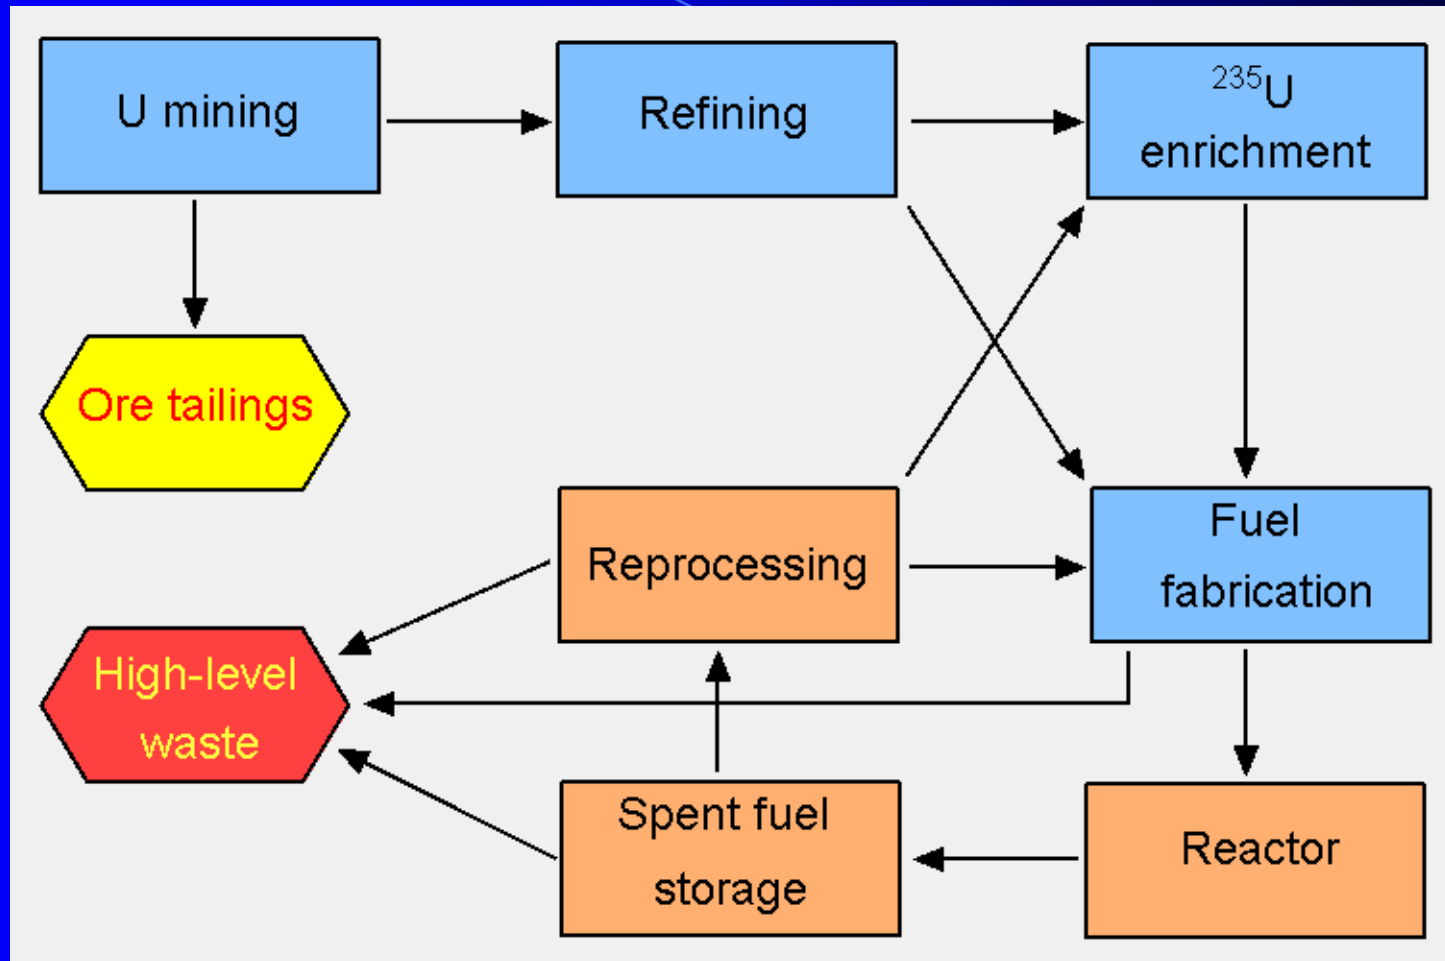 U mining
Refining
²³⁵U
enrichment
Ore tailings
Reprocessing
Fuel
fabrication
High-level
waste
Spent fuel
storage
Reactor